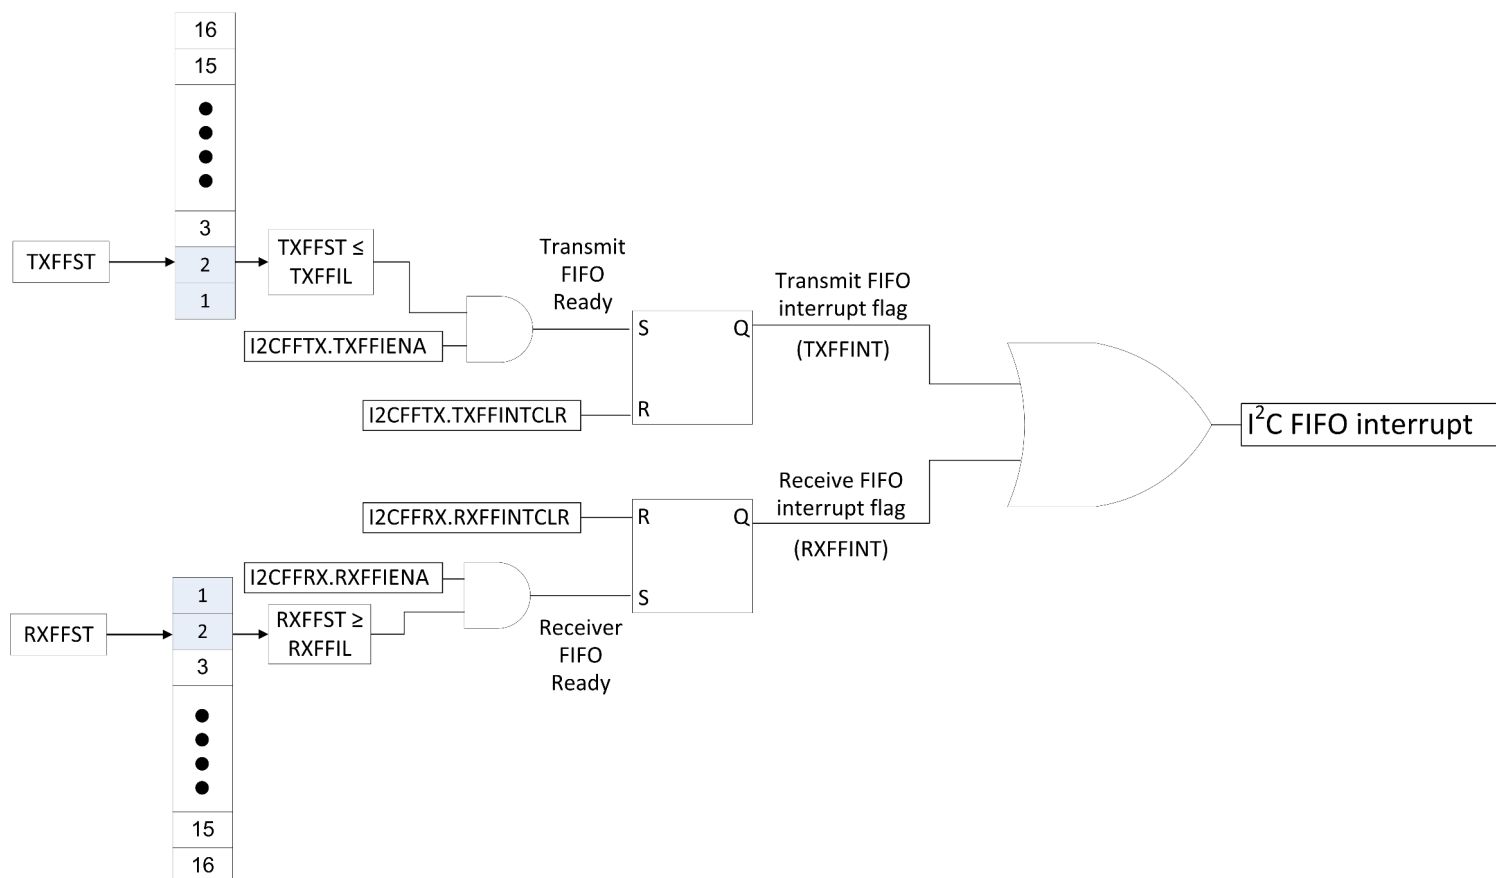 16
15
3
TXFFST
2
1
TXFFST ≤
TXFFIL
I2CFFTX.TXFFIENA
Transmit
FIFO
Ready
I2CFFTX.TXFFINTCLR
S
Q
R
Transmit FIFO
interrupt flag
(TXFFINT)
I²C FIFO interrupt
Receive FIFO
interrupt flag
(RXFFINT)
I2CFFRX.RXFFINTCLR
R
Q
S
I2CFFRX.RXFFIENA
RXFFST ≥
RXFFIL
Receiver
FIFO
Ready
RXFFST
1
2
3
15
16